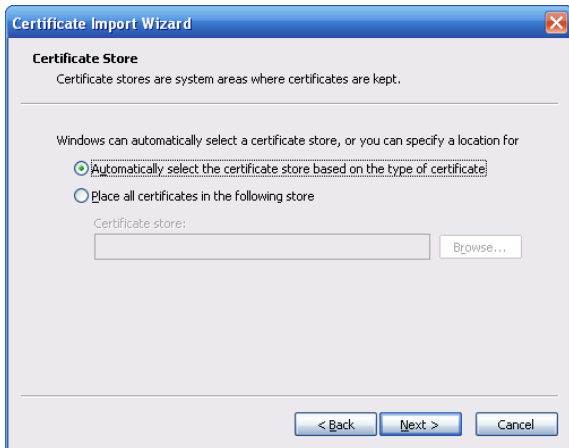 Certificate Import Wizard
Certificate Store
Certificate stores are system areas where certificates are kept.
Windows can automatically select a certificate store, or you can specify a location for
Automatically select the certificate store based on the type of certificate
Place all certificates in the following store
Certificate store:
Browse...
< Back Next > Cancel